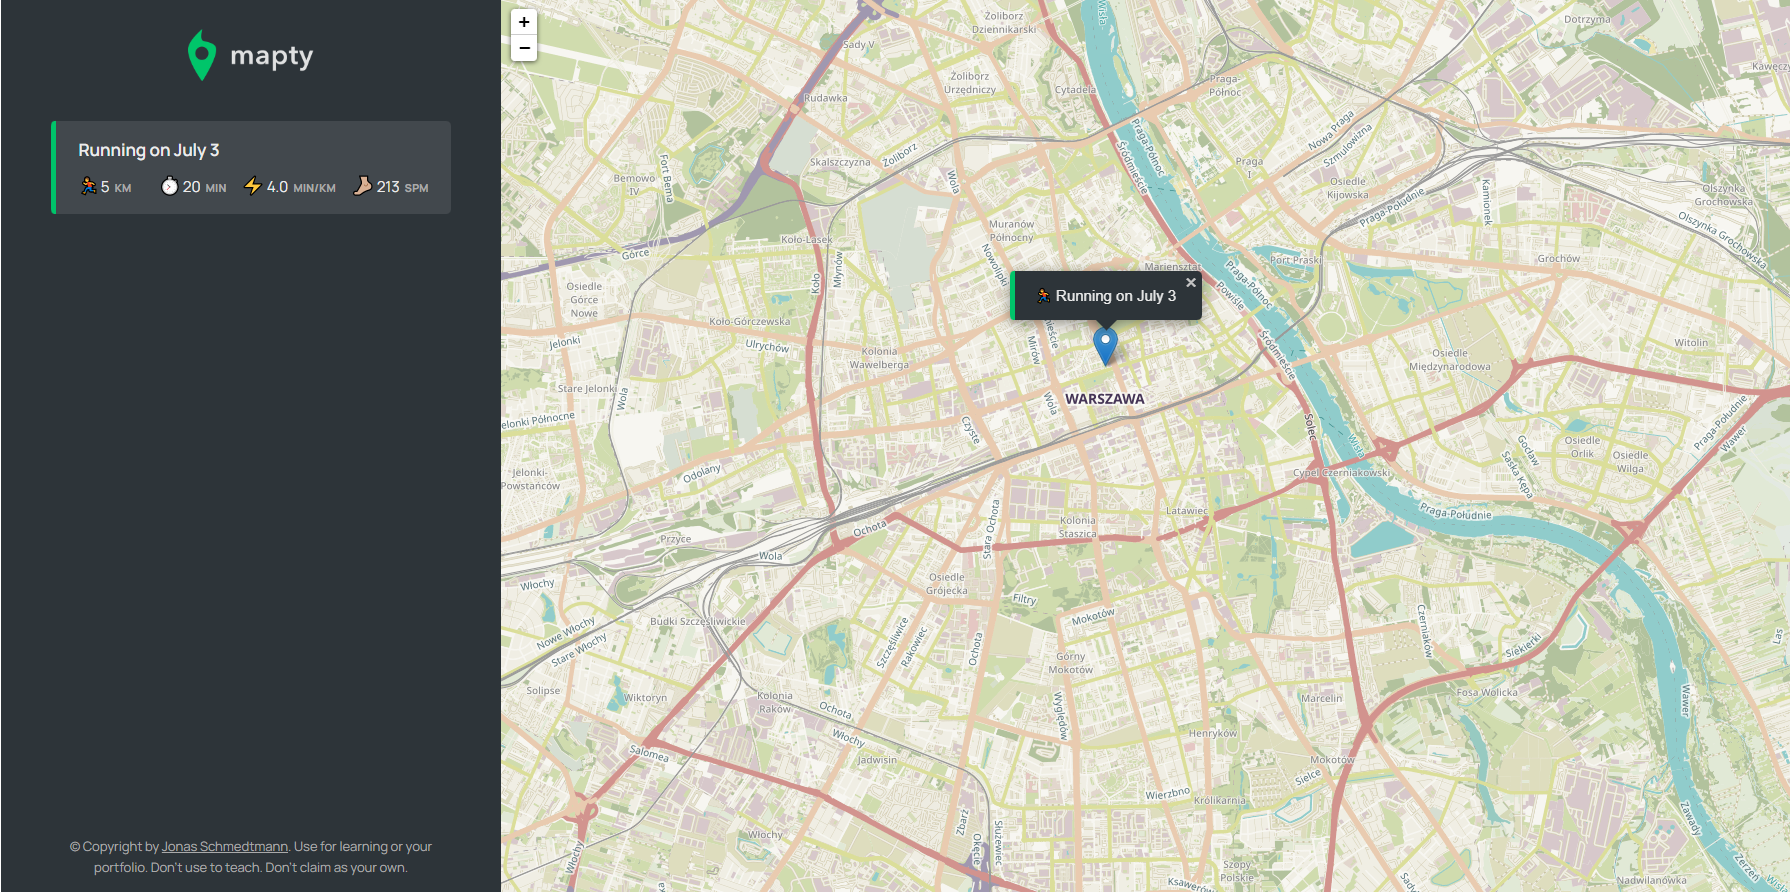 mapty
Running on July 3
5 KM
20 MIN
4.0 MIN/KM
213 SPM
© Copyright by Jonas Schmedtmann. Use for learning or your
portfolio. Don't use to teach. Don't claim as your own.
+
−
Running on July 3
×
Żoliborz
Dziennikarski
Wisła
Dotrzyma
Sady V
Kawęczy
Żoliborz
Urzędniczy
Cytadela
Praga-
Północ
Rudawka
Praga-Północ
Śródmieście
Nowa Praga
Szmulowizna
Skalszczyzna
Żoliborz
Fort Bema
Bemowo
-IV
Wola
Praga
I
Osiedle
Kijowska
Praga-Południe
Kamionek
Olszynka
Grochowska
Olszynka Grochowska
Muranów
Północny
Koło-Lasek
Górce
Koło
Młynów
Nowolipki
Mariensztat
Port Praski
Grochów
Praga-Północ
Powiśle
Osiedle
Górce
Nowe
Koło-Górczewska
Jelonki
Ulrychów
Kolonia
Wawelberga
Mirów
Śródmieście
Witolin
Osiedle
Międzynarodowa
Stare Jelonki
Wola
WARSZAWA
Wola
Czyste
Solec
Wisła
Praga-Południe
Wawer
Gocław
Saska Kępa
Osiedle
Orlik
Osiedle
Wilga
Odolany
Jelonki-
Powstańców
Cypel Czerniakowski
Praga-Południe
Latawiec
Kolonia
Staszica
Stara Ochota
Ochota
Przyce
Wola
Włochy
Osiedle
Grójecka
Filtry
Mokotów
Czerniaków
Siekierki
Las
Budki Szczęśliwickie
Nowe Włochy
Stare Włochy
Szczęśliwice
Rakowiec
Ochota
Górny
Mokotów
Solipse
Wiktoryn
Kolonia
Raków
Ochota
Włochy
Wyględów
Marcelin
Fosa Wolicka
Wawer
Henryków
Salomea
Jadwisin
Mokotów
Sielce
Wierzbno
Królikarnia
Zawady
Zerzeń
Zbarż
Służewiec
Okęcie
Włochy
Włochy
Szopy
Polskie
Ksawerów
Nadwilanówka